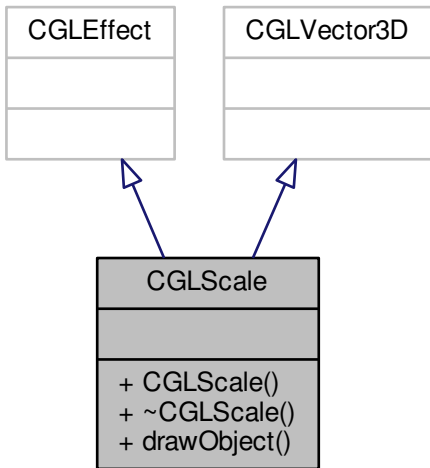 CGLEffect
CGLVector3D
CGLScale
+ CGLScale()
+ ~CGLScale()
+ drawObject()